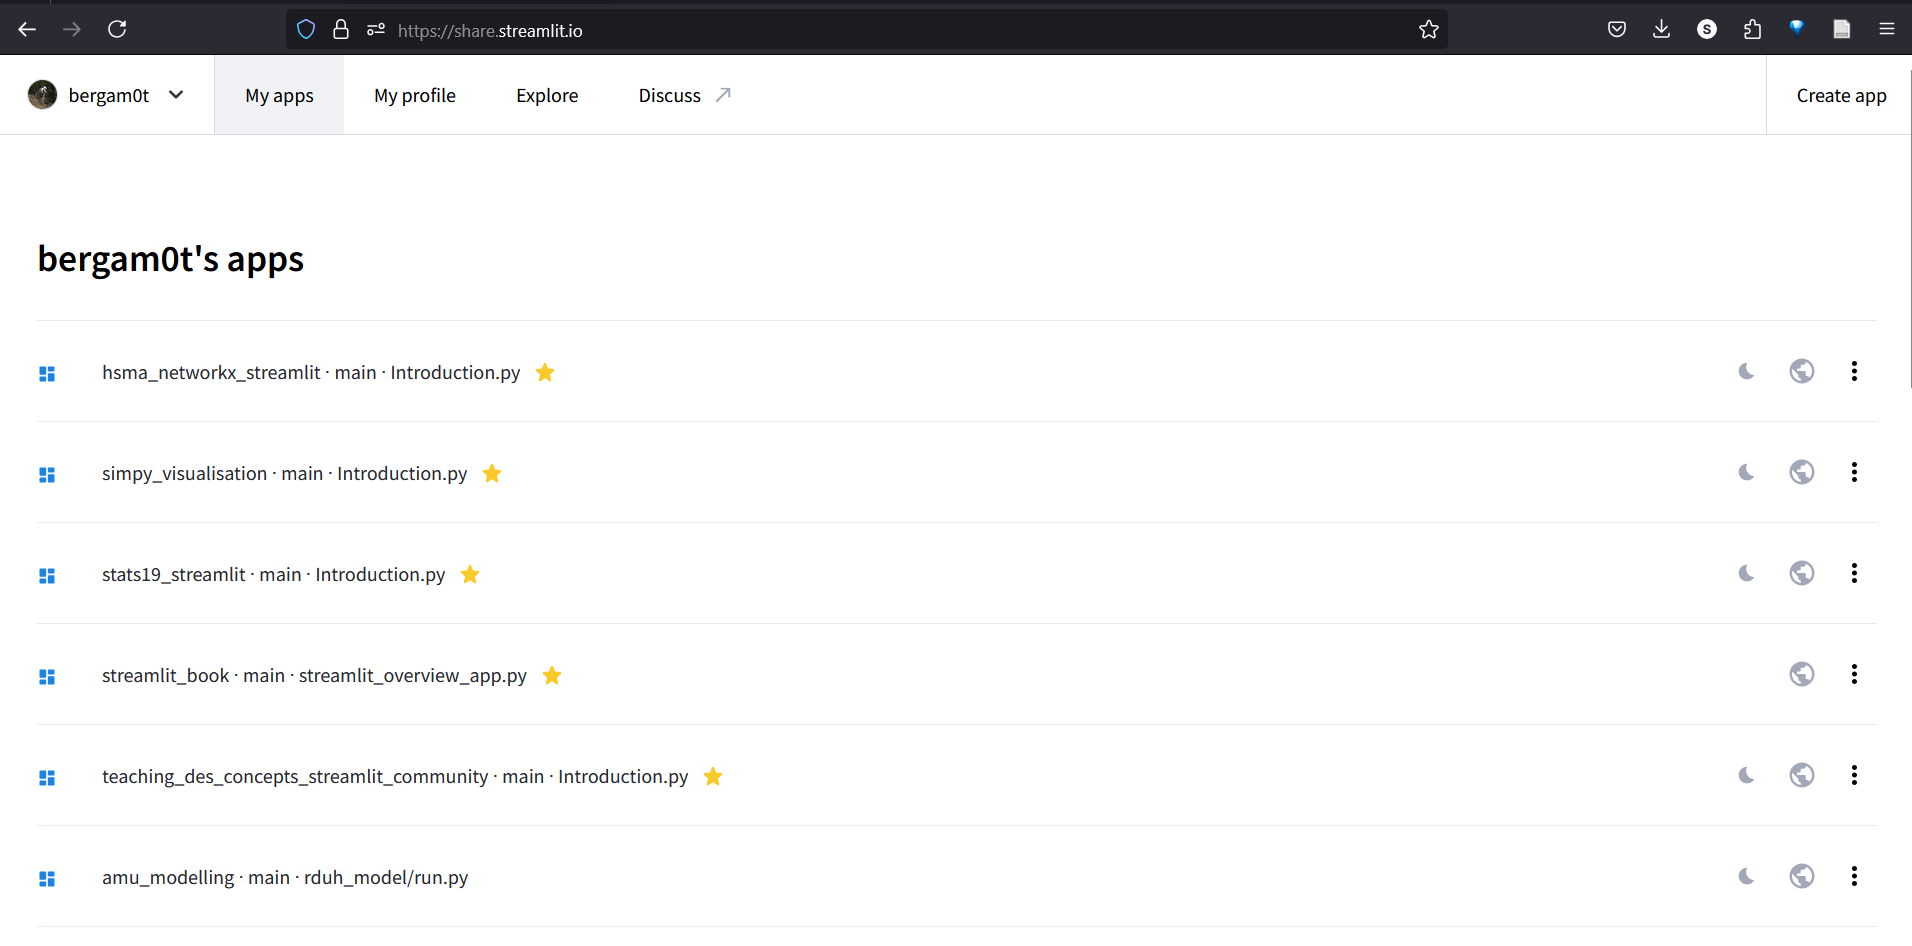 https://share.streamlit.io
S
bergam0t My apps My profile Explore Discuss Create app
bergam0t's apps
hsma_networkx_streamlit · main · Introduction.py
simpy_visualisation · main · Introduction.py
stats19_streamlit · main · Introduction.py
streamlit_book · main · streamlit_overview_app.py
teaching_des_concepts_streamlit_community · main · Introduction.py
amu_modelling · main · rduh_model/run.py